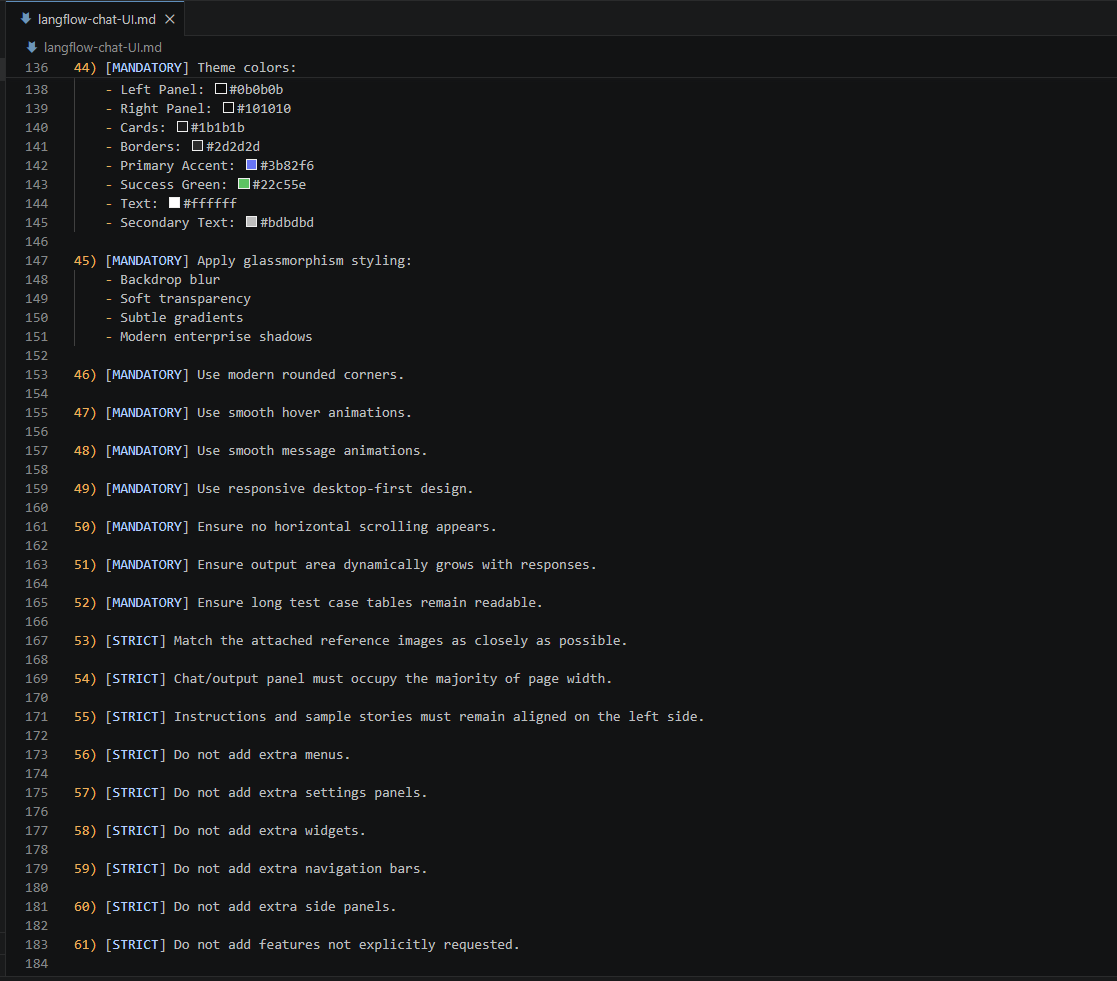 langflow-chat-UI.md
langflow-chat-UI.md
136 44) [MANDATORY] Theme colors:
138 - Left Panel: #0b0b0b
139 - Right Panel: #101010
140 - Cards: #1b1b1b
141 - Borders: #2d2d2d
142 - Primary Accent: #3b82f6
143 - Success Green: #22c55e
144 - Text: #ffffff
145 - Secondary Text: #bdbdbd
146
147 45) [MANDATORY] Apply glassmorphism styling:
148 - Backdrop blur
149 - Soft transparency
150 - Subtle gradients
151 - Modern enterprise shadows
152
153 46) [MANDATORY] Use modern rounded corners.
154
155 47) [MANDATORY] Use smooth hover animations.
156
157 48) [MANDATORY] Use smooth message animations.
158
159 49) [MANDATORY] Use responsive desktop-first design.
160
161 50) [MANDATORY] Ensure no horizontal scrolling appears.
162
163 51) [MANDATORY] Ensure output area dynamically grows with responses.
164
165 52) [MANDATORY] Ensure long test case tables remain readable.
166
167 53) [STRICT] Match the attached reference images as closely as possible.
168
169 54) [STRICT] Chat/output panel must occupy the majority of page width.
170
171 55) [STRICT] Instructions and sample stories must remain aligned on the left side.
172
173 56) [STRICT] Do not add extra menus.
174
175 57) [STRICT] Do not add extra settings panels.
176
177 58) [STRICT] Do not add extra widgets.
178
179 59) [STRICT] Do not add extra navigation bars.
180
181 60) [STRICT] Do not add extra side panels.
182
183 61) [STRICT] Do not add features not explicitly requested.
184